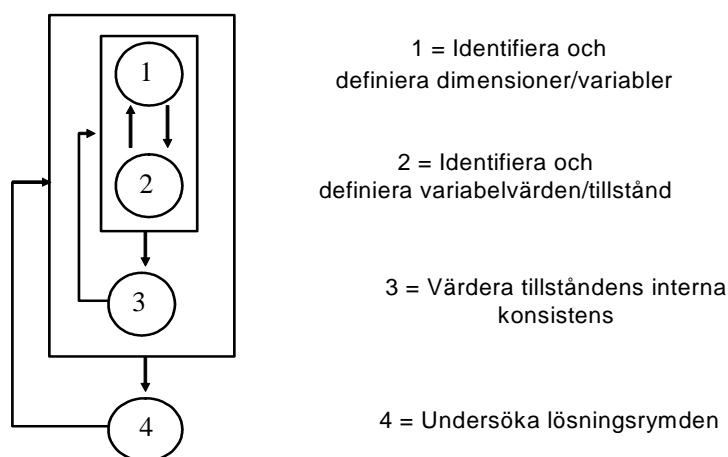 1
1 = Identifiera och
definiera dimensioner/variabler
2
2 = Identifiera och
definiera variabelvärden/tillstånd
3
3 = Värdera tillståndens interna
konsistens
4
4 = Undersöka lösningsrymden